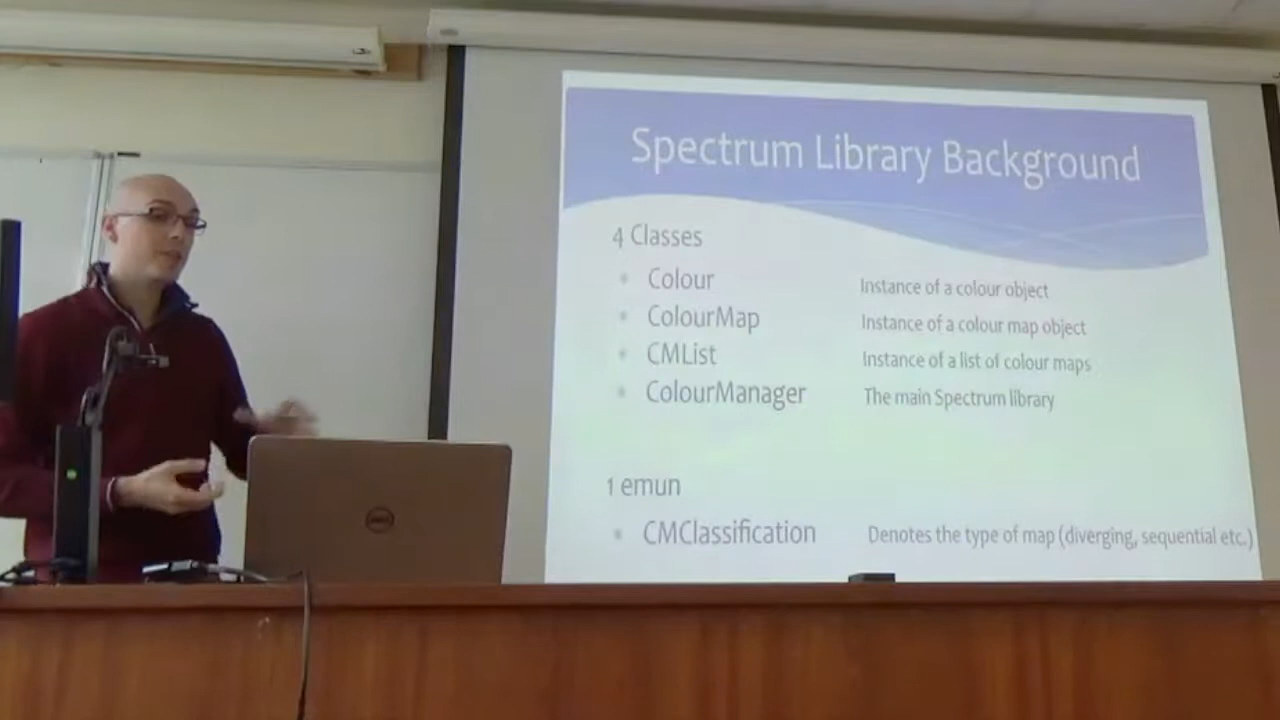 Spectrum Library Background
4 Classes
• Colour Instance of a colour object
• ColourMap Instance of a colour map object
• CMList Instance of a list of colour maps
• ColourManager The main Spectrum library
1 emun
• CMClassification Denotes the type of map (diverging, sequential etc.)
DELL